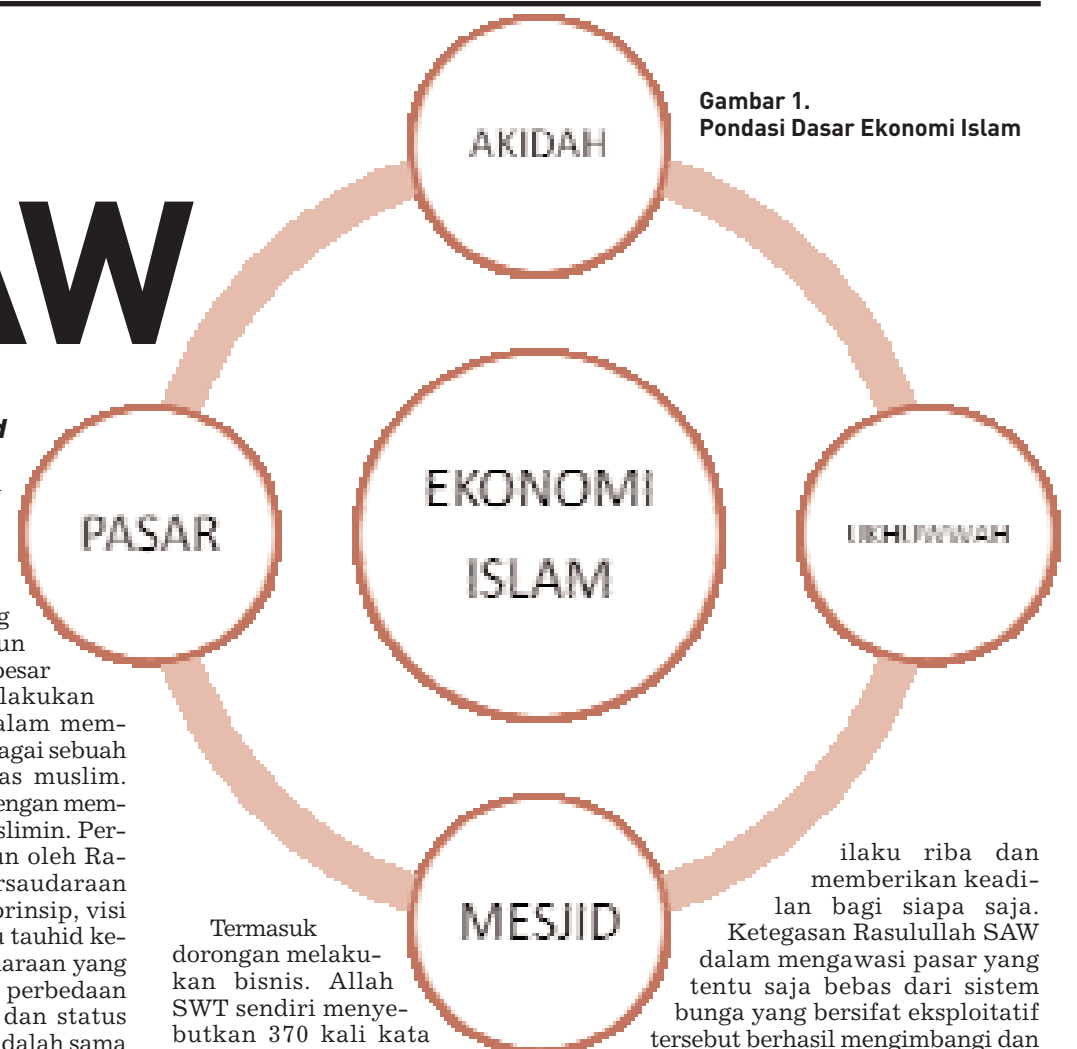 AW
Gambar 1.
Pondasi Dasar Ekonomi Islam
AKIDAH
PASAR
EKONOMI
ISLAM
UKHUWWAH
MESJID
lakukan
alam mem-
agai sebuah
as muslim.
engan mem-
slimin. Per-
un oleh Ra-
rsaudaraan
prinsip, visi
u tauhid ke-
araan yang
perbedaan
dan status
dalah sama
Termasuk
dorongan melaku-
kan bisnis. Allah
SWT sendiri menye-
butkan 370 kali kata
ilaku riba dan
memberikan keadi-
lan bagi siapa saja.
Ketegasan Rasulullah SAW
dalam mengawasi pasar yang
tentu saja bebas dari sistem
bunga yang bersifat eksploitatif
tersebut berhasil mengimbangi dan